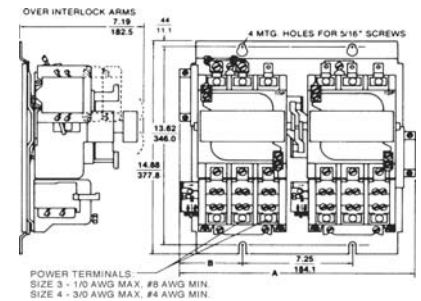 OVER INTERLOCK ARMS
7.19
182.5
44
11.1
4 MTG. HOLES FOR 5/16" SCREWS
13.62
346.0
14.88
377.8
B
7.25
184.1
A
POWER TERMINALS:
SIZE 3 - 1/0 AWG MAX, #8 AWG MIN.
SIZE 4 - 3/0 AWG MAX, #4 AWG MIN.